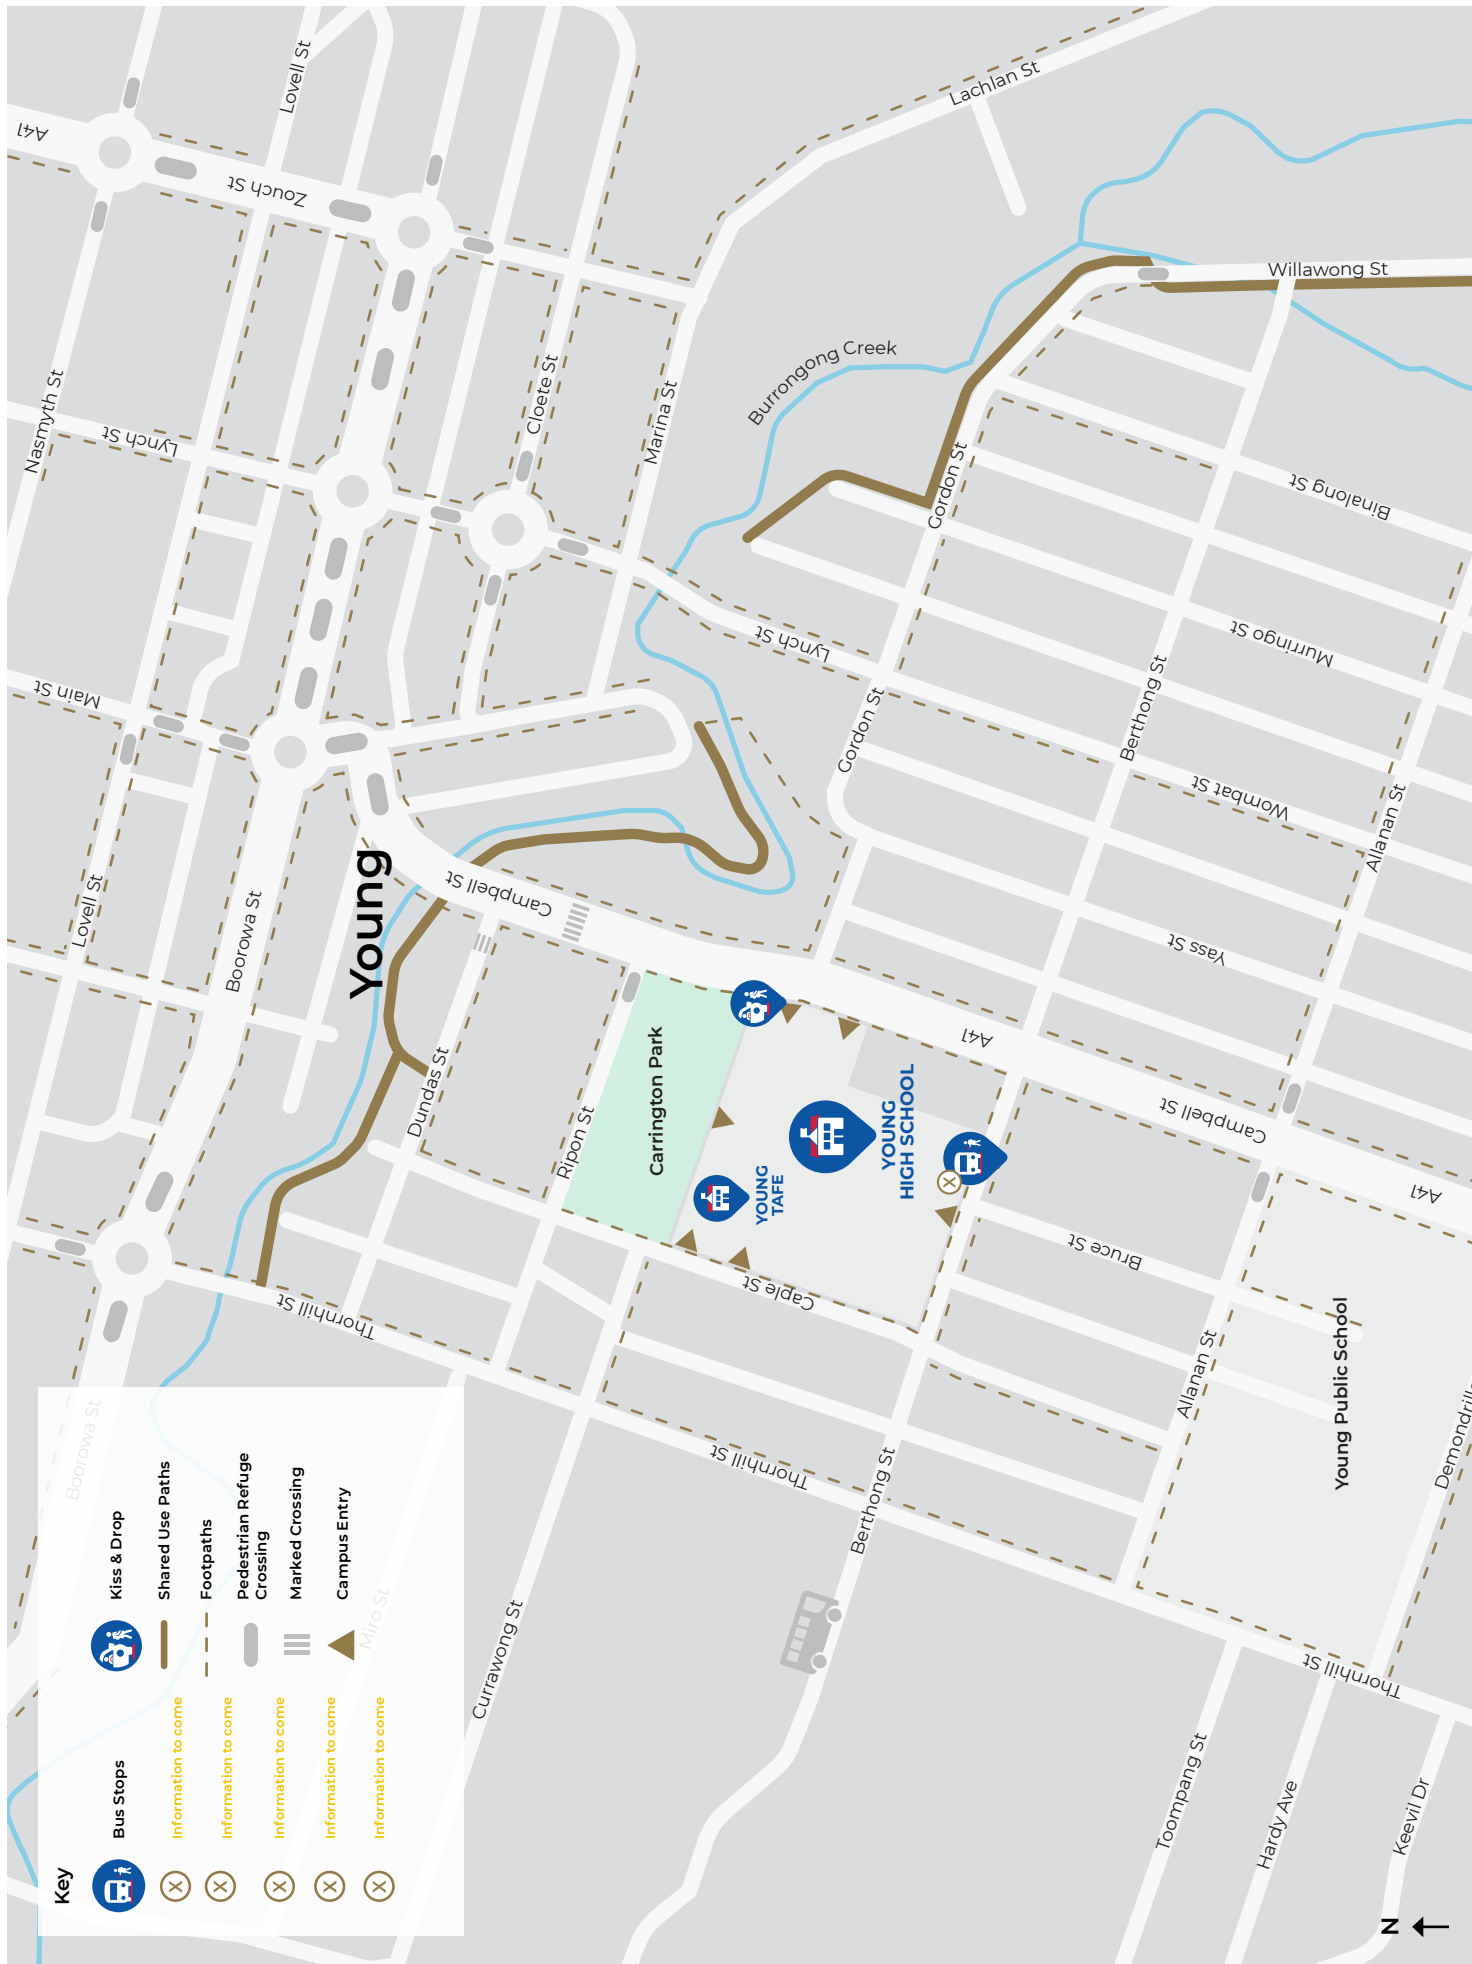 Key
Bus Stops
X
Information to come
X
Information to come
X
Information to come
X
Information to come
X
Information to come
Kiss & Drop
Shared Use Paths
Footpaths
Pedestrian Refuge
Crossing
Marked Crossing
Campus Entry
N
Young
A41
Lovell St
Zouch St
Nasmyth St
Lynch St
Cloete St
Marina St
Lachlan St
Burrongong Creek
Willawong St
Gordon St
Binalong St
Murringo St
Lynch St
Main St
Gordon St
Berthong St
Wombat St
Allanan St
Yass St
Lovell St
Boorowa St
Campbell St
Dundas St
Ripon St
Carrington Park
A41
YOUNG
HIGH SCHOOL
YOUNG
TAFE
X
Campbell St
A41
Bruce St
Caple St
Thornhill St
Boorowa St
Miro St
Thornhill St
Berthong St
Allanan St
Young Public School
Currawong St
Thornhill St
Toompang St
Hardy Ave
Keevil Dr